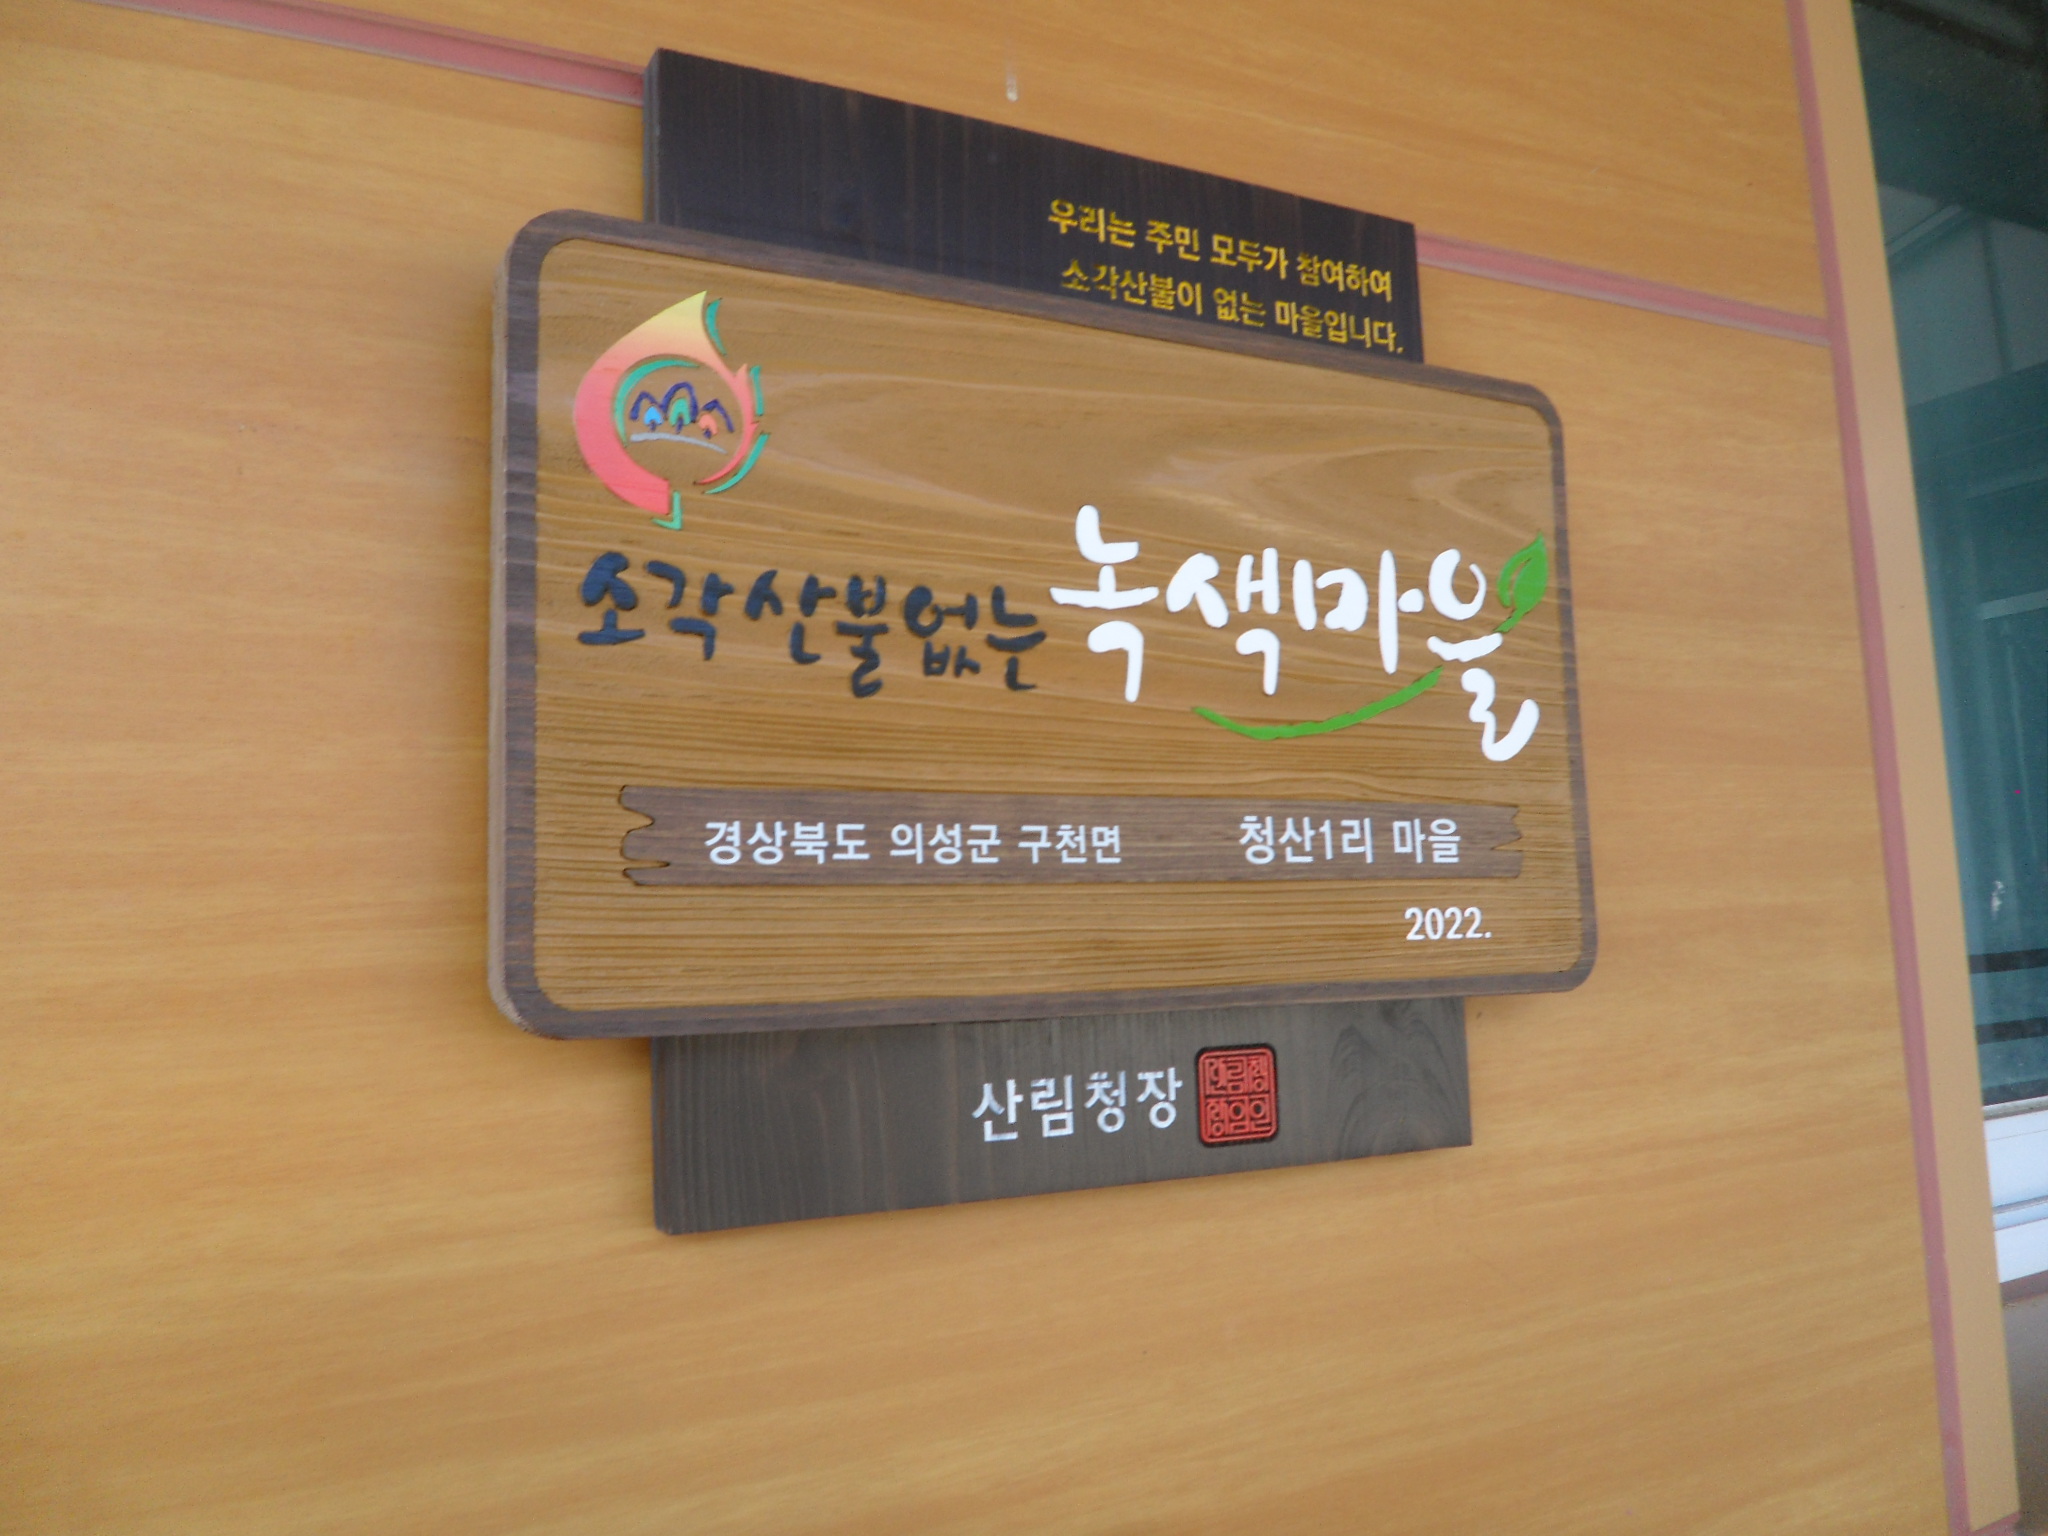 우리는 주민 모두가 참여하여
소각산불이 없는 마을입니다.
소각산불없는 녹색마을
경상북도 의성군 구천면 청산1리 마을
2022.
산림청장